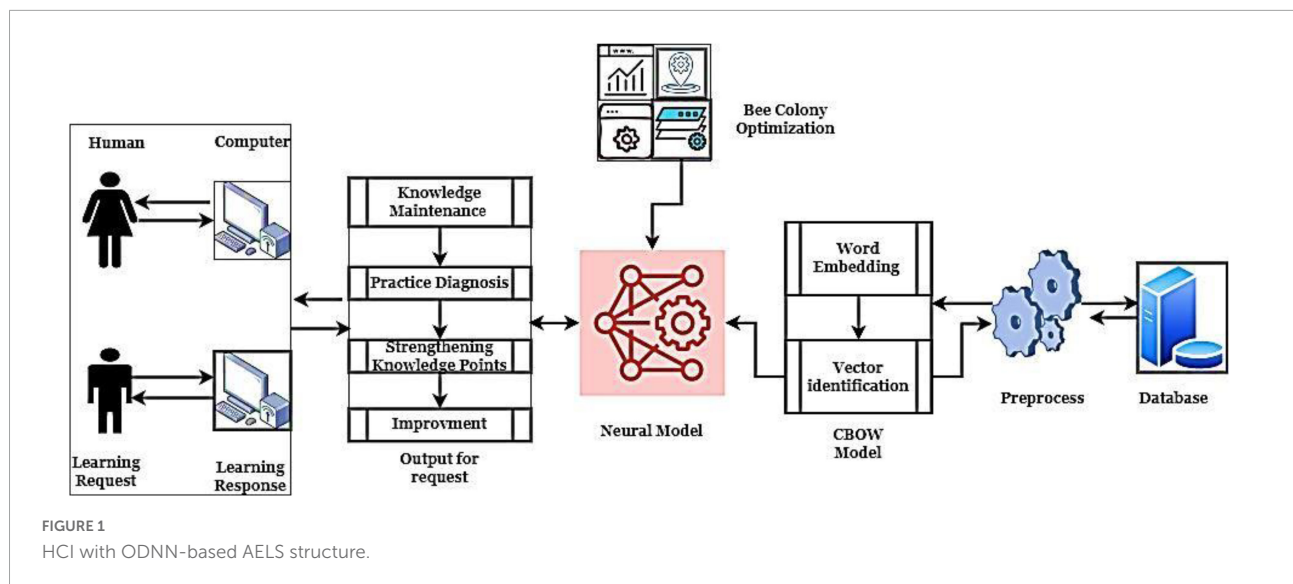 Human
Computer
Learning
Request
Learning
Response
Knowledge
Maintenance
Practice Diagnosis
Strengthening
Knowledge Points
Improvment
Output for
request
www.
Bee Colony
Optimization
Neural Model
Word
Embedding
Vector
identification
CBOW
Model
Preprocess
Database
FIGURE 1
HCI with ODNN-based AELS structure.